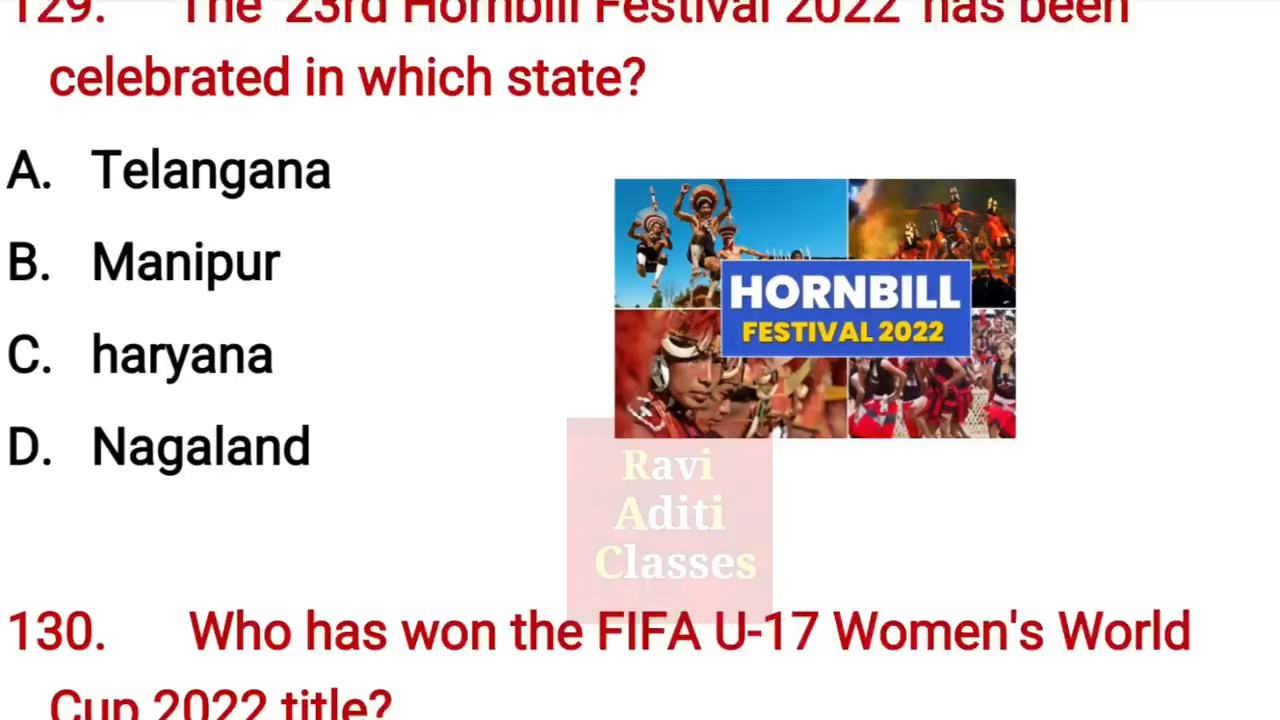 129. The '23rd Hornbill Festival 2022' has been
celebrated in which state?
A. Telangana
B. Manipur
C. haryana
D. Nagaland
HORNBILL
FESTIVAL 2022
Ravi
Aditi
Classes
130. Who has won the FIFA U-17 Women's World
Cup 2022 title?